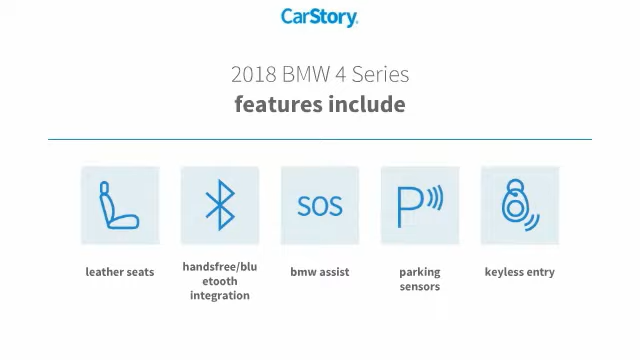 CarStory.
2018 BMW 4 Series
features include
SOS
P
leather seats
handsfree/blu
etooth
integration
bmw assist
parking
sensors
keyless entry